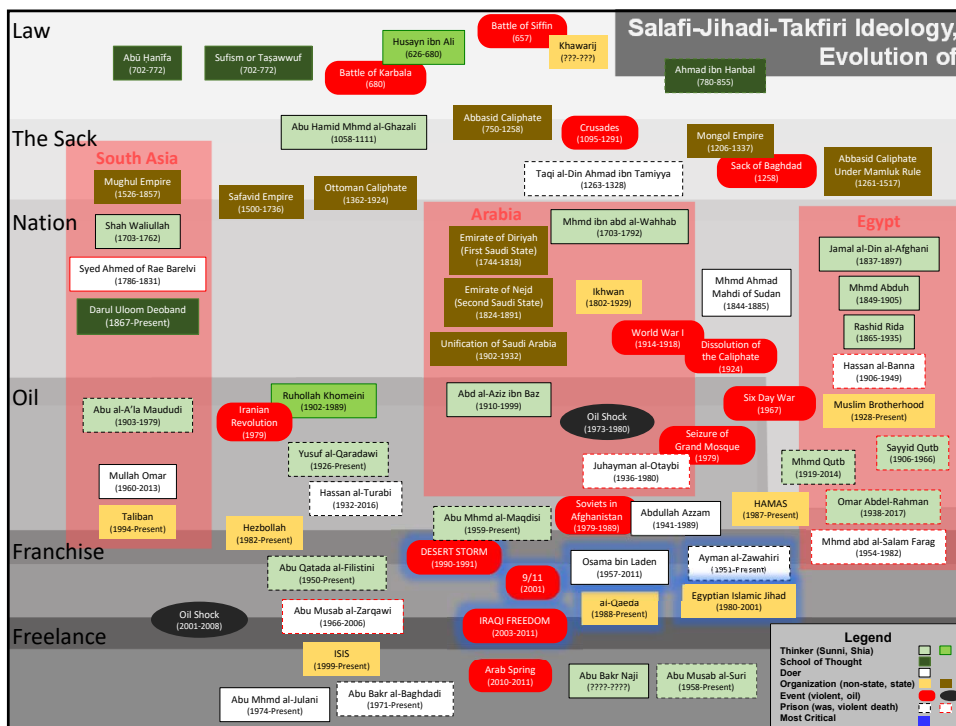 Salafi-Jihadi-Takfiri Ideology,
Evolution of
Law
Battle of Siffin
(657)
Husayn ibn Ali
(626-680)
Khawarij
(???-???)
Abū Ḥanīfa
(702-772)
Sufism or Taṣawwuf
(702-772)
Battle of Karbala
(680)
Ahmad ibn Hanbal
(780-855)
The Sack
Abu Hamid Mhmd al-Ghazali
(1058-1111)
Abbasid Caliphate
(750-1258)
Crusades
(1095-1291)
Mongol Empire
(1206-1337)
South Asia
Mughul Empire
(1526-1857)
Safavid Empire
(1500-1736)
Ottoman Caliphate
(1362-1924)
Taqi al-Din Ahmad ibn Tamiyya
(1263-1328)
Sack of Baghdad
(1258)
Abbasid Caliphate
Under Mamluk Rule
(1261-1517)
Nation
Arabia
Egypt
Shah Waliullah
(1703-1762)
Mhmd ibn abd al-Wahhab
(1703-1792)
Emirate of Diriyah
(First Saudi State)
(1744-1818)
Jamal al-Din al-Afghani
(1837-1897)
Syed Ahmed of Rae Barelvi
(1786-1831)
Emirate of Nejd
(Second Saudi State)
(1824-1891)
Ikhwan
(1802-1929)
Mhmd Ahmad
Mahdi of Sudan
(1844-1885)
Mhmd Abduh
(1849-1905)
Darul Uloom Deoband
(1867-Present)
Unification of Saudi Arabia
(1902-1932)
World War I
(1914-1918)
Dissolution of
the Caliphate
(1924)
Rashid Rida
(1865-1935)
Hassan al-Banna
(1906-1949)
Oil
Abu al-A’la Maududi
(1903-1979)
Iranian
Revolution
(1979)
Ruhollah Khomeini
(1902-1989)
Abd al-Aziz ibn Baz
(1910-1999)
Oil Shock
(1973-1980)
Six Day War
(1967)
Muslim Brotherhood
(1928-Present)
Yusuf al-Qaradawi
(1926-Present)
Seizure of
Grand Mosque
(1979)
Sayyid Qutb
(1906-1966)
Mullah Omar
(1960-2013)
Hassan al-Turabi
(1932-2016)
Juhayman al-Otaybi
(1936-1980)
Mhmd Qutb
(1919-2014)
Taliban
(1994-Present)
Hezbollah
(1982-Present)
Abu Mhmd al-Maqdisi
(1959-Present)
Soviets in
Afghanistan
(1979-1989)
Abdullah Azzam
(1941-1989)
HAMAS
(1987-Present)
Omar Abdel-Rahman
(1938-2017)
Mhmd abd al-Salam Farag
(1954-1982)
Franchise
Abu Qatada al-Filistini
(1950-Present)
DESERT STORM
(1990-1991)
9/11
(2001)
Osama bin Laden
(1957-2011)
Ayman al-Zawahiri
(1951-Present)
Oil Shock
(2001-2008)
Abu Musab al-Zarqawi
(1966-2006)
al-Qaeda
(1988-Present)
Egyptian Islamic Jihad
(1980-2001)
Freelance
IRAQI FREEDOM
(2003-2011)
ISIS
(1999-Present)
Arab Spring
(2010-2011)
Abu Bakr Naji
(????-????)
Abu Musab al-Suri
(1958-Present)
Abu Mhmd al-Julani
(1974-Present)
Abu Bakr al-Baghdadi
(1971-Present)
Legend
Thinker (Sunni, Shia)
School of Thought
Doer
Organization (non-state, state)
Event (violent, oil)
Prison (was, violent death)
Most Critical